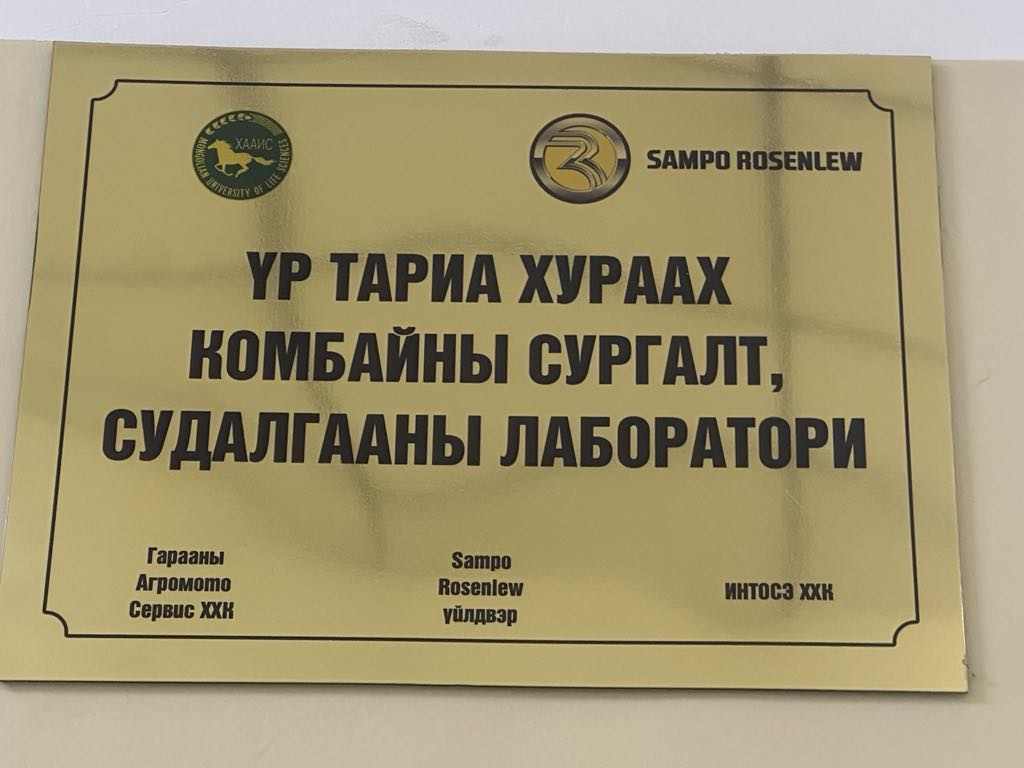 ХААИС
MONGOLIAN UNIVERSITY OF LIFE SCIENCES
SAMPO ROSENLEW
ҮР ТАРИА ХУРААХ
КОМБАЙНЫ СУРГАЛТ,
СУДАЛГААНЫ ЛАБОРАТОРИ
Гарааны
Агромото
Сервис ХХК
Sampo
Rosenlew
үйлдвэр
ИНТОСЭ ХХК